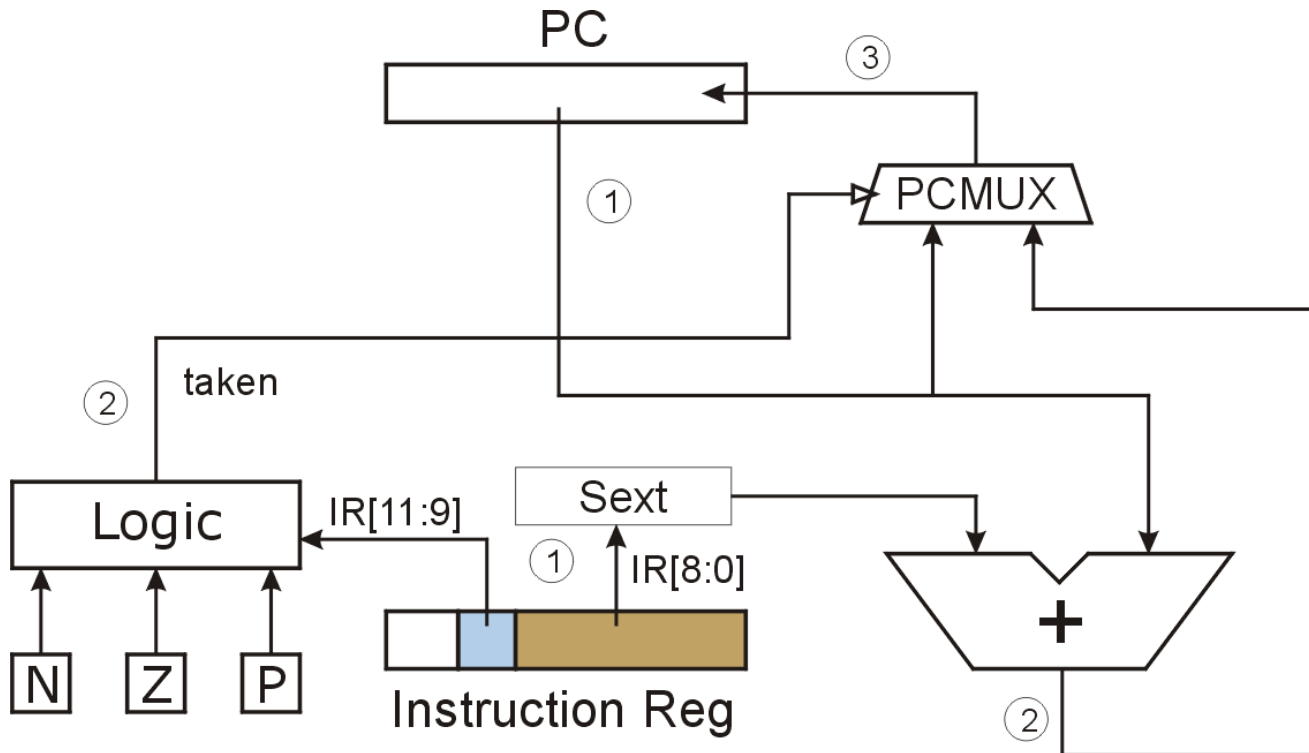 PC
3
1
PCMUX
2
taken
Logic
IR[11:9]
Sext
1
IR[8:0]
+
N
Z
P
Instruction Reg
2